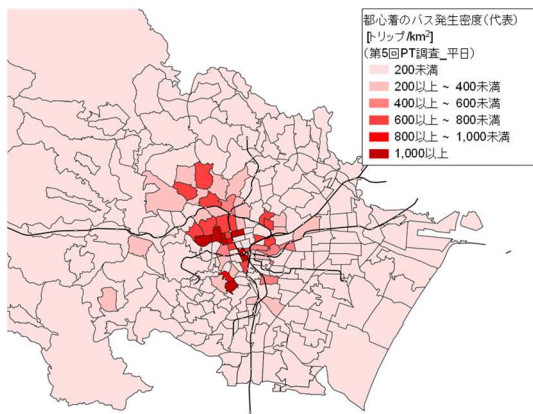 都心着のバス発生密度(代表)
[トリップ/km²]
(第5回PT調査_平日)
200未満
200以上 ~ 400未満
400以上 ~ 600未満
600以上 ~ 800未満
800以上 ~ 1,000未満
1,000以上